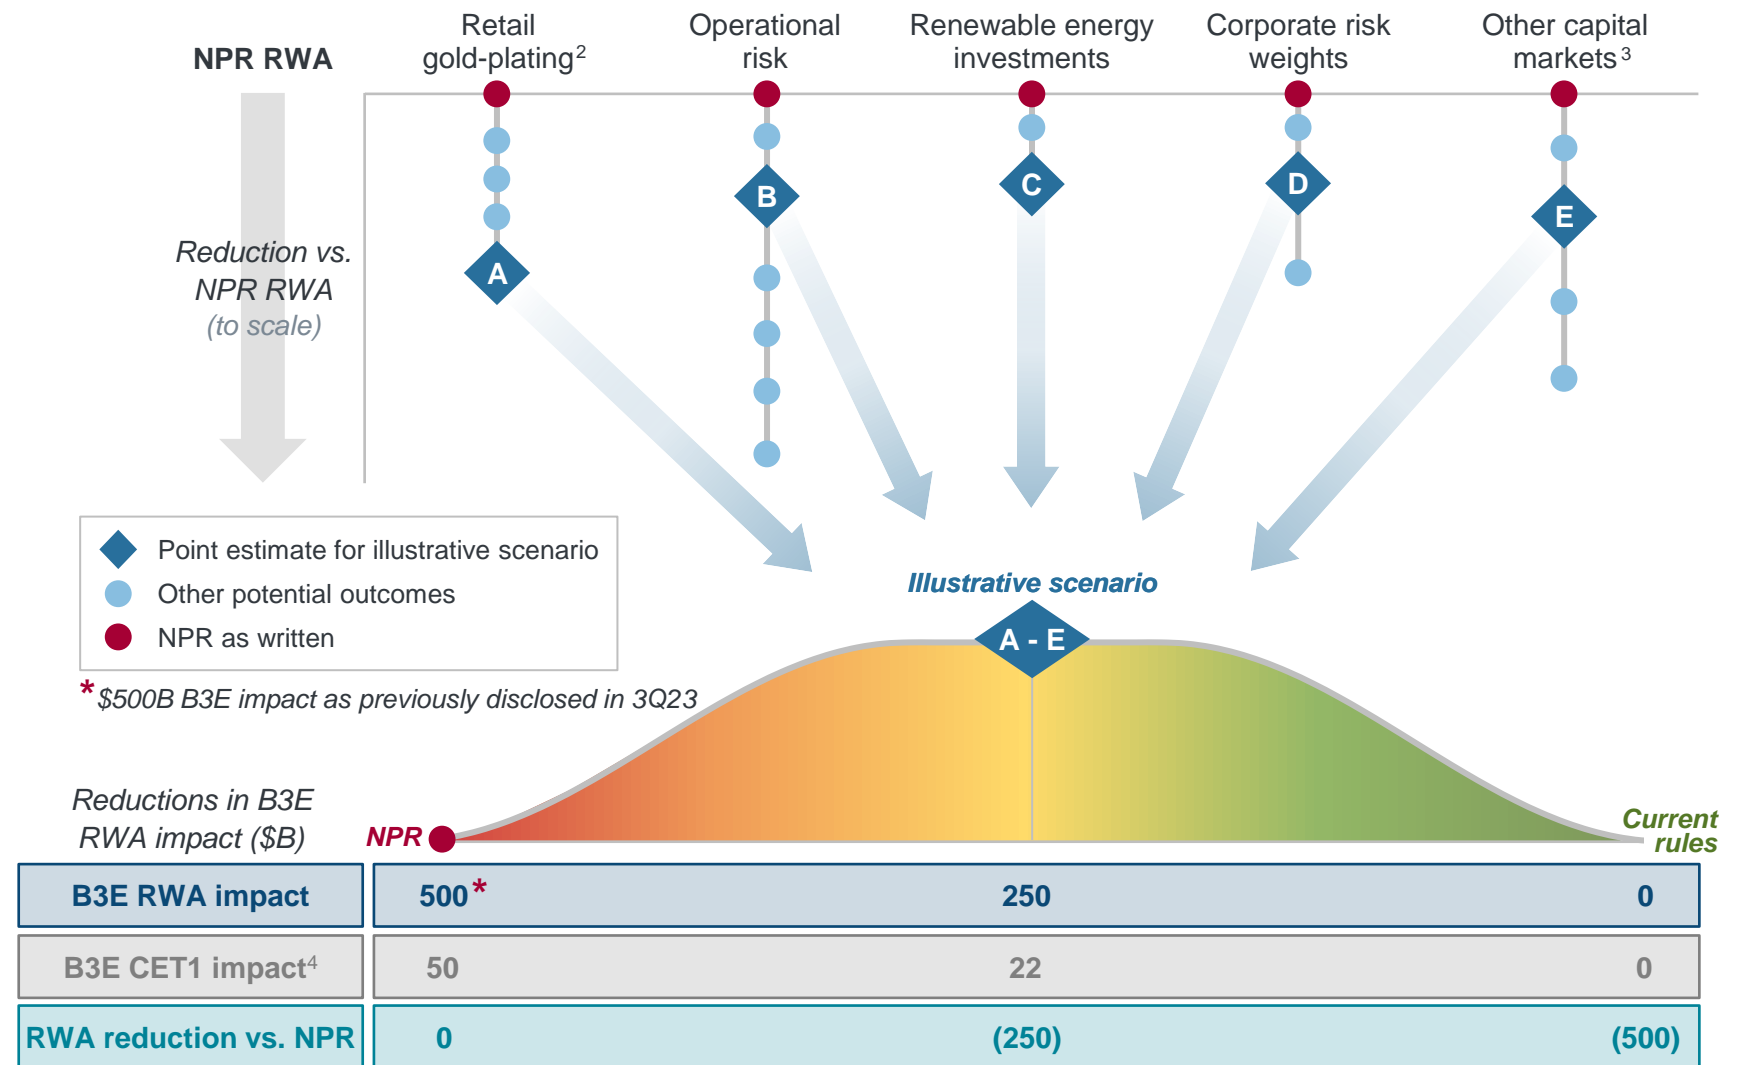 NPR RWA
Retail
gold-plating2
Operational
risk
Renewable energy
investments
Corporate risk
weights
Other capital
markets3
Reduction vs.
NPR RWA
(to scale)
A
B
C
D
E
Point estimate for illustrative scenario
Other potential outcomes
NPR as written
*$500B B3E impact as previously disclosed in 3Q23
Illustrative scenario
A - E
Reductions in B3E
RWA impact ($B)
NPR
Current
rules
B3E RWA impact 500* 250 0
B3E CET1 impact4 50 22 0
RWA reduction vs. NPR 0 (250) (500)